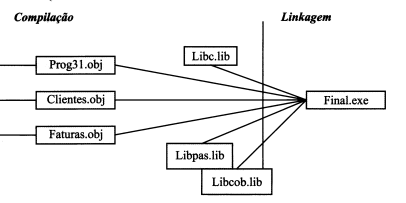 Compilação
Linkagem
Libc.lib
Prog31.obj
Clientes.obj
Final.exe
Faturas.obj
Libpas.lib
Libcob.lib